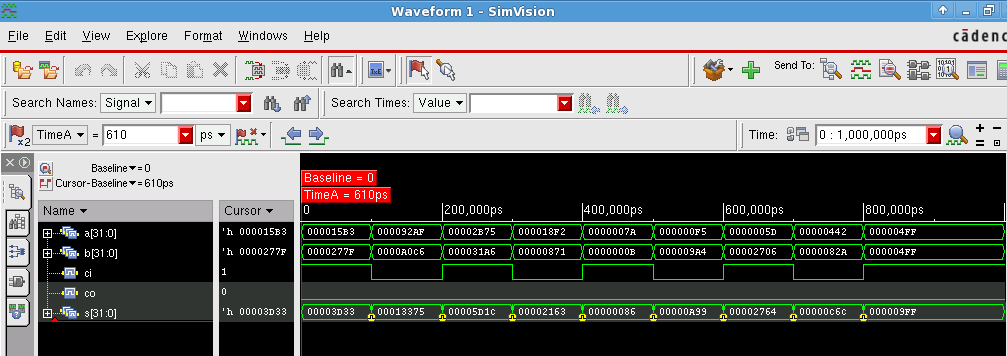 Waveform 1 - SimVision
File Edit View Explore Format Windows Help cādenc
Send To:
Search Names: Signal Search Times: Value
x2 TimeA = 610 ps Time: 0 : 1,000,000ps
Baseline = 0
Cursor-Baseline = 610ps
Baseline = 0
TimeA = 610ps
Name Cursor 0 200,000ps 400,000ps 600,000ps 800,000ps
a[31:0] 'h 000015B3 000015B3 000092AF 00002B75 000018F2 0000007A 000000F5 0000005D 00000442 000004FF
b[31:0] 'h 0000277F 0000277F 0000A0C6 000031A6 00000871 0000000B 000009A4 00002706 0000082A 000004FF
ci 1
co 0
s[31:0] 'h 00003D33 00003D33 00013375 00005D1C 00002163 00000086 00000A99 00002764 00000C6C 000009FF